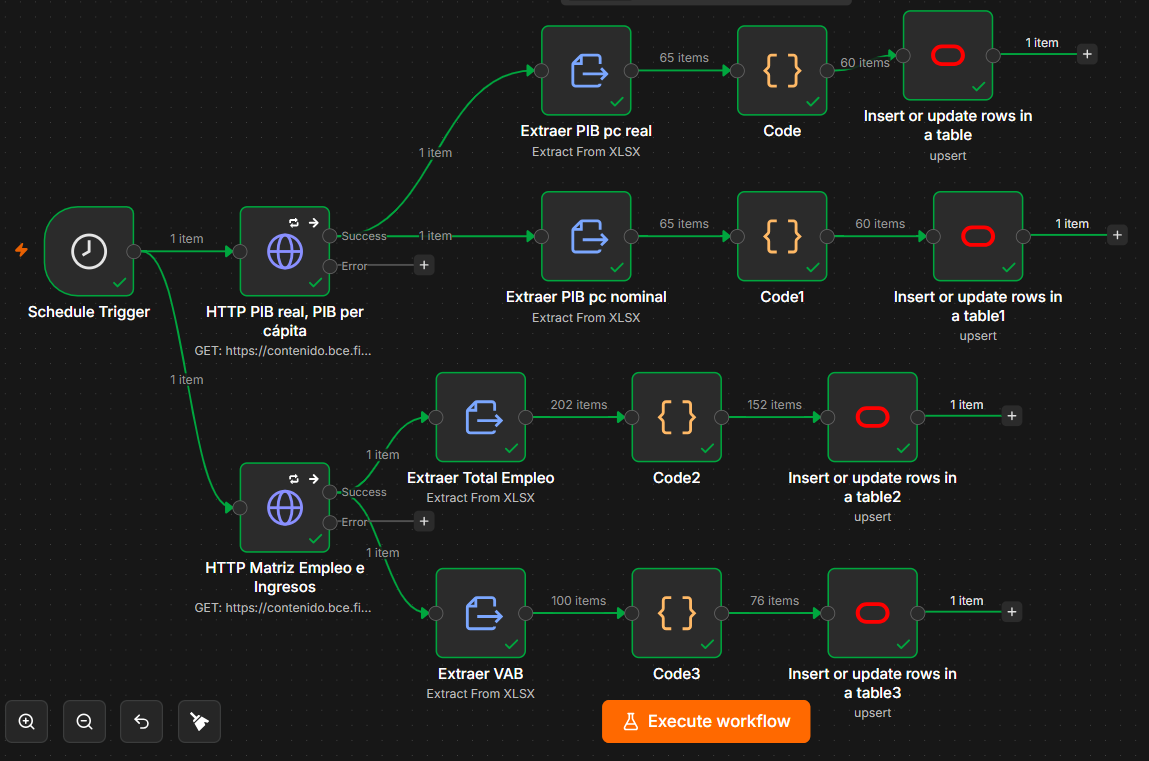 65 items
60 items
1 item
Extraer PIB pc real
Extract From XLSX
Code
Insert or update rows in
a table
upsert
1 item
Schedule Trigger
1 item
HTTP PIB real, PIB per
cápita
GET: https://contenido.bce.fi...
Success
Error
1 item
65 items
60 items
1 item
Extraer PIB pc nominal
Extract From XLSX
Code1
Insert or update rows in
a table1
upsert
1 item
HTTP Matriz Empleo e
Ingresos
GET: https://contenido.bce.fi...
Success
Error
1 item
202 items
152 items
1 item
Extraer Total Empleo
Extract From XLSX
Code2
Insert or update rows in
a table2
upsert
1 item
100 items
76 items
1 item
Extraer VAB
Extract From XLSX
Code3
Insert or update rows in
a table3
upsert
Execute workflow